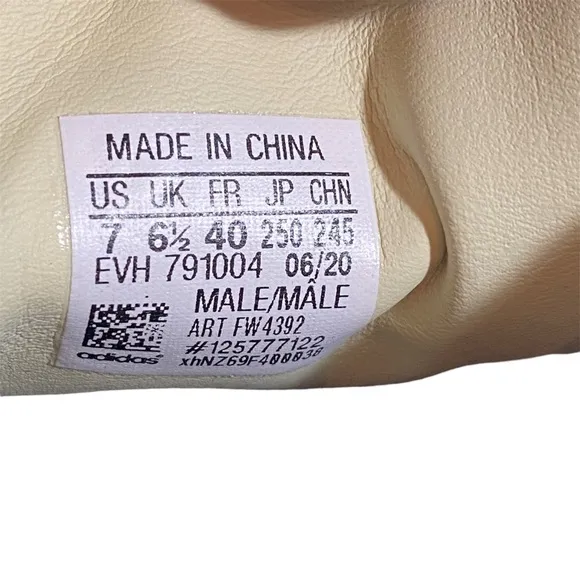 MADE IN CHINA
US UK FR JP CHN
7 6½ 40 250 245
EVH 791004 06/20
MALE/MÂLE
ART FW4392
#125777122
adidas xhNZ69F400038